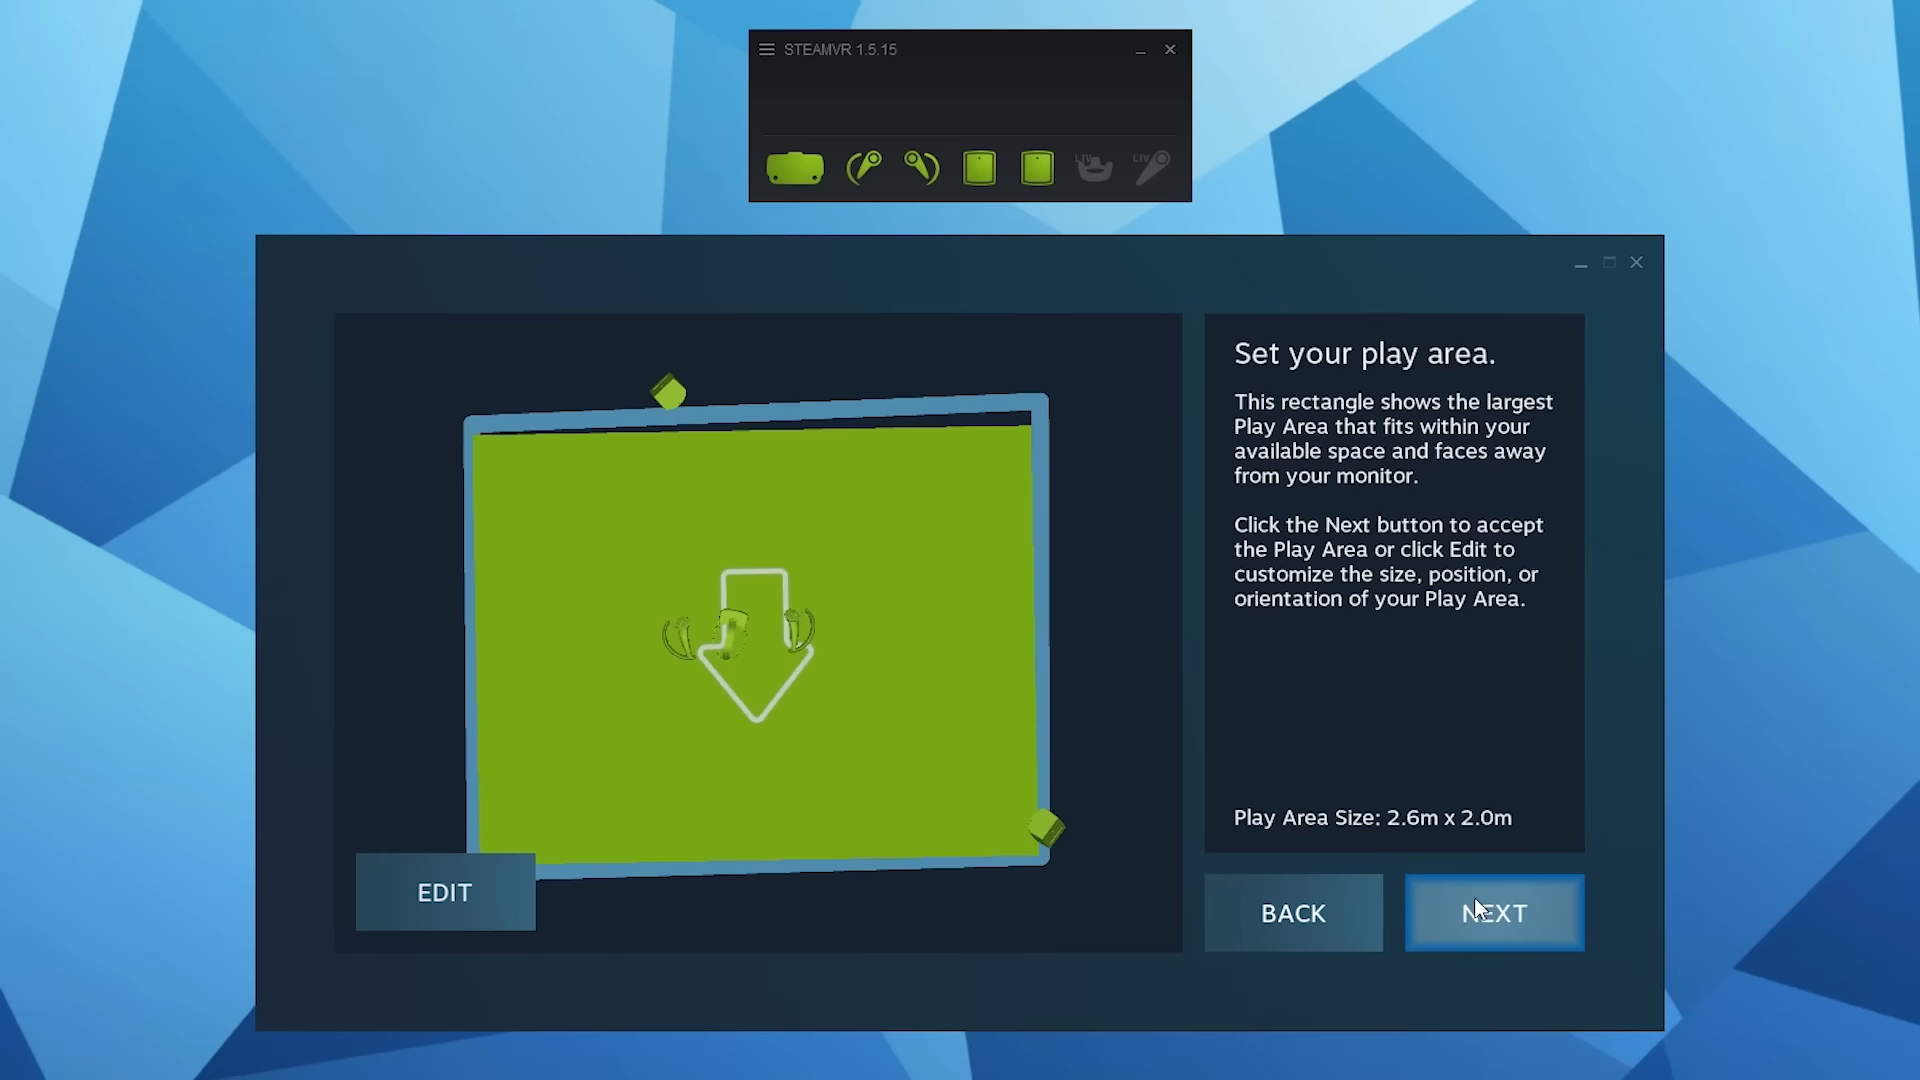 STEAMVR 1.5.15
LIV
LIV
Set your play area.
This rectangle shows the largest
Play Area that fits within your
available space and faces away
from your monitor.
Click the Next button to accept
the Play Area or click Edit to
customize the size, position, or
orientation of your Play Area.
Play Area Size: 2.6m x 2.0m
EDIT
BACK
NEXT